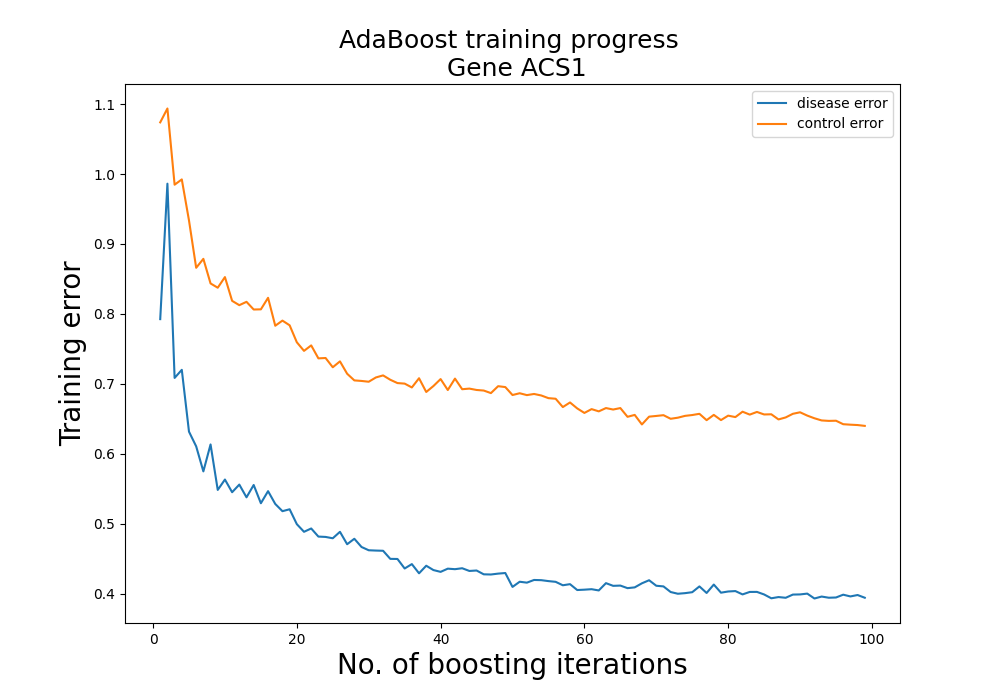 AdaBoost training progress
Gene ACS1
disease error
control error
Training error
1.1
1.0
0.9
0.8
0.7
0.6
0.5
0.4
0 20 40 60 80 100
No. of boosting iterations